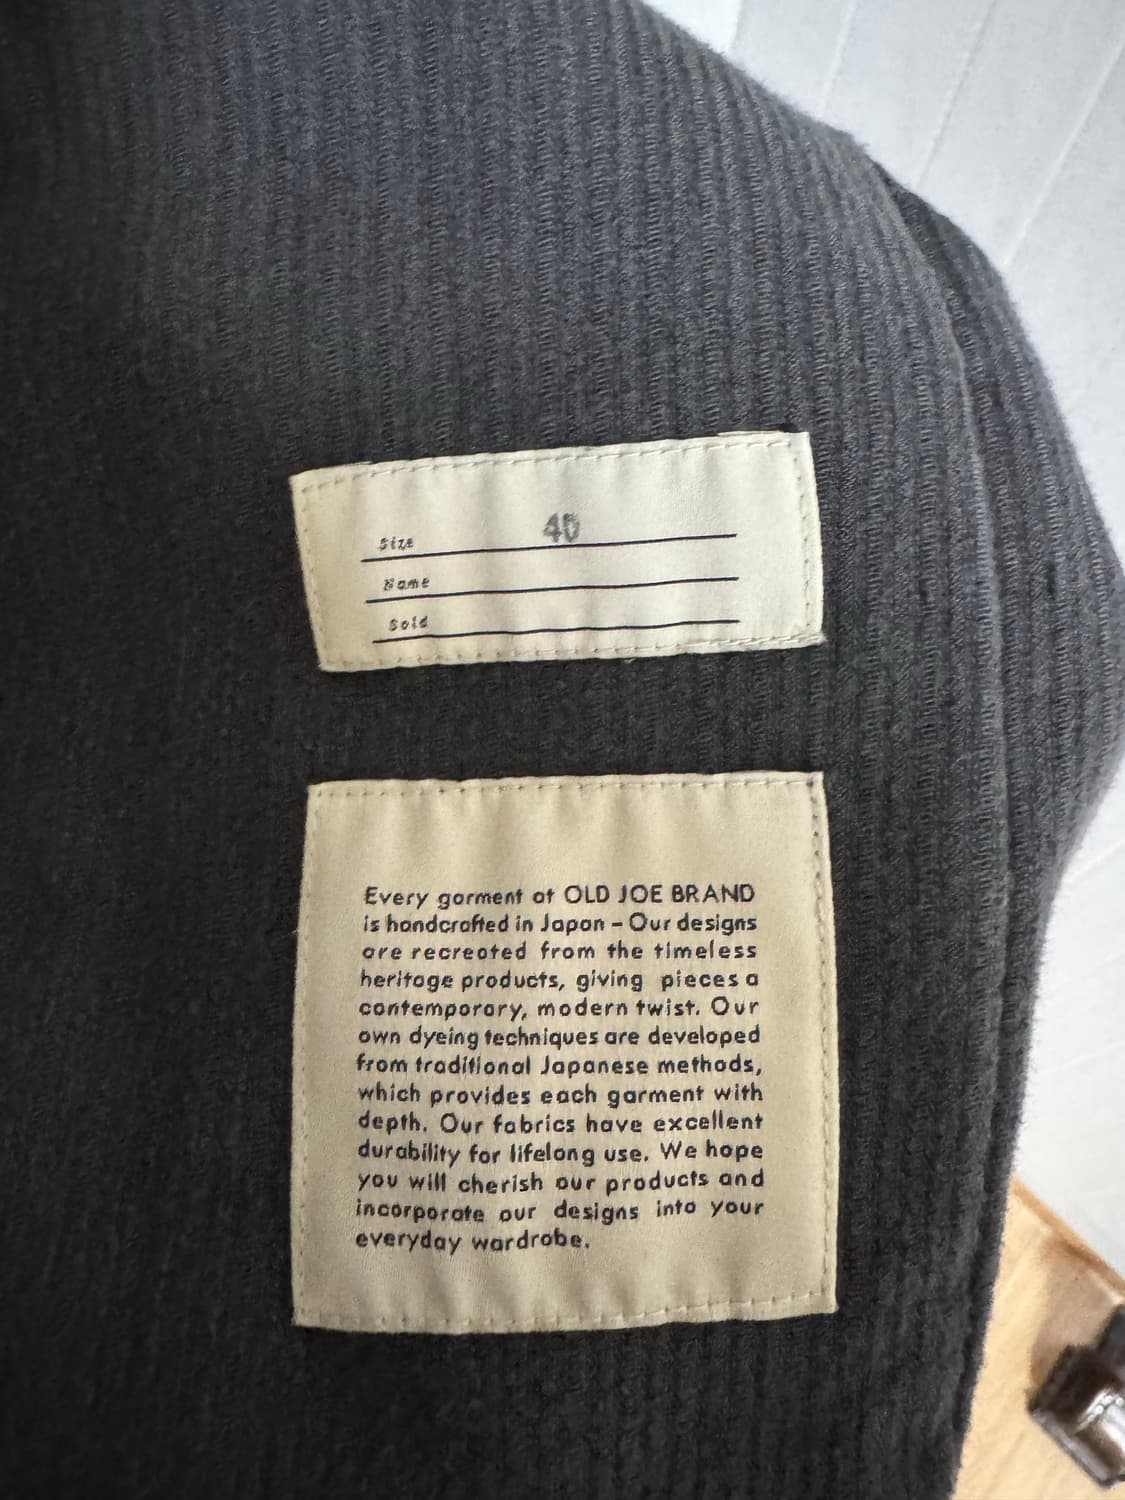 Size 40
Name
Sold
Every garment at OLD JOE BRAND
is handcrafted in Japan - Our designs
are recreated from the timeless
heritage products, giving pieces a
contemporary, modern twist. Our
own dyeing techniques are developed
from traditional Japanese methods,
which provides each garment with
depth. Our fabrics have excellent
durability for lifelong use. We hope
you will cherish our products and
incorporate our designs into your
everyday wardrobe.